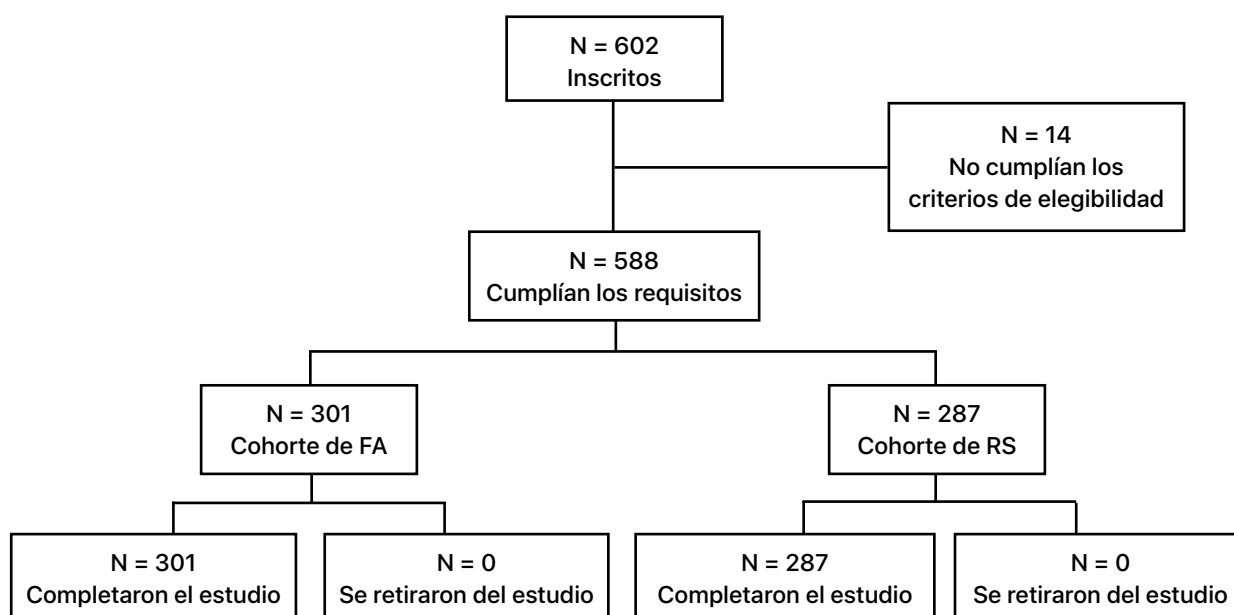 N = 602
Inscritos
N = 14
No cumplían los
criterios de elegibilidad
N = 588
Cumplían los requisitos
N = 301
Cohorte de FA
N = 287
Cohorte de RS
N = 301
Completaron el estudio
N = 0
Se retiraron del estudio
N = 287
Completaron el estudio
N = 0
Se retiraron del estudio